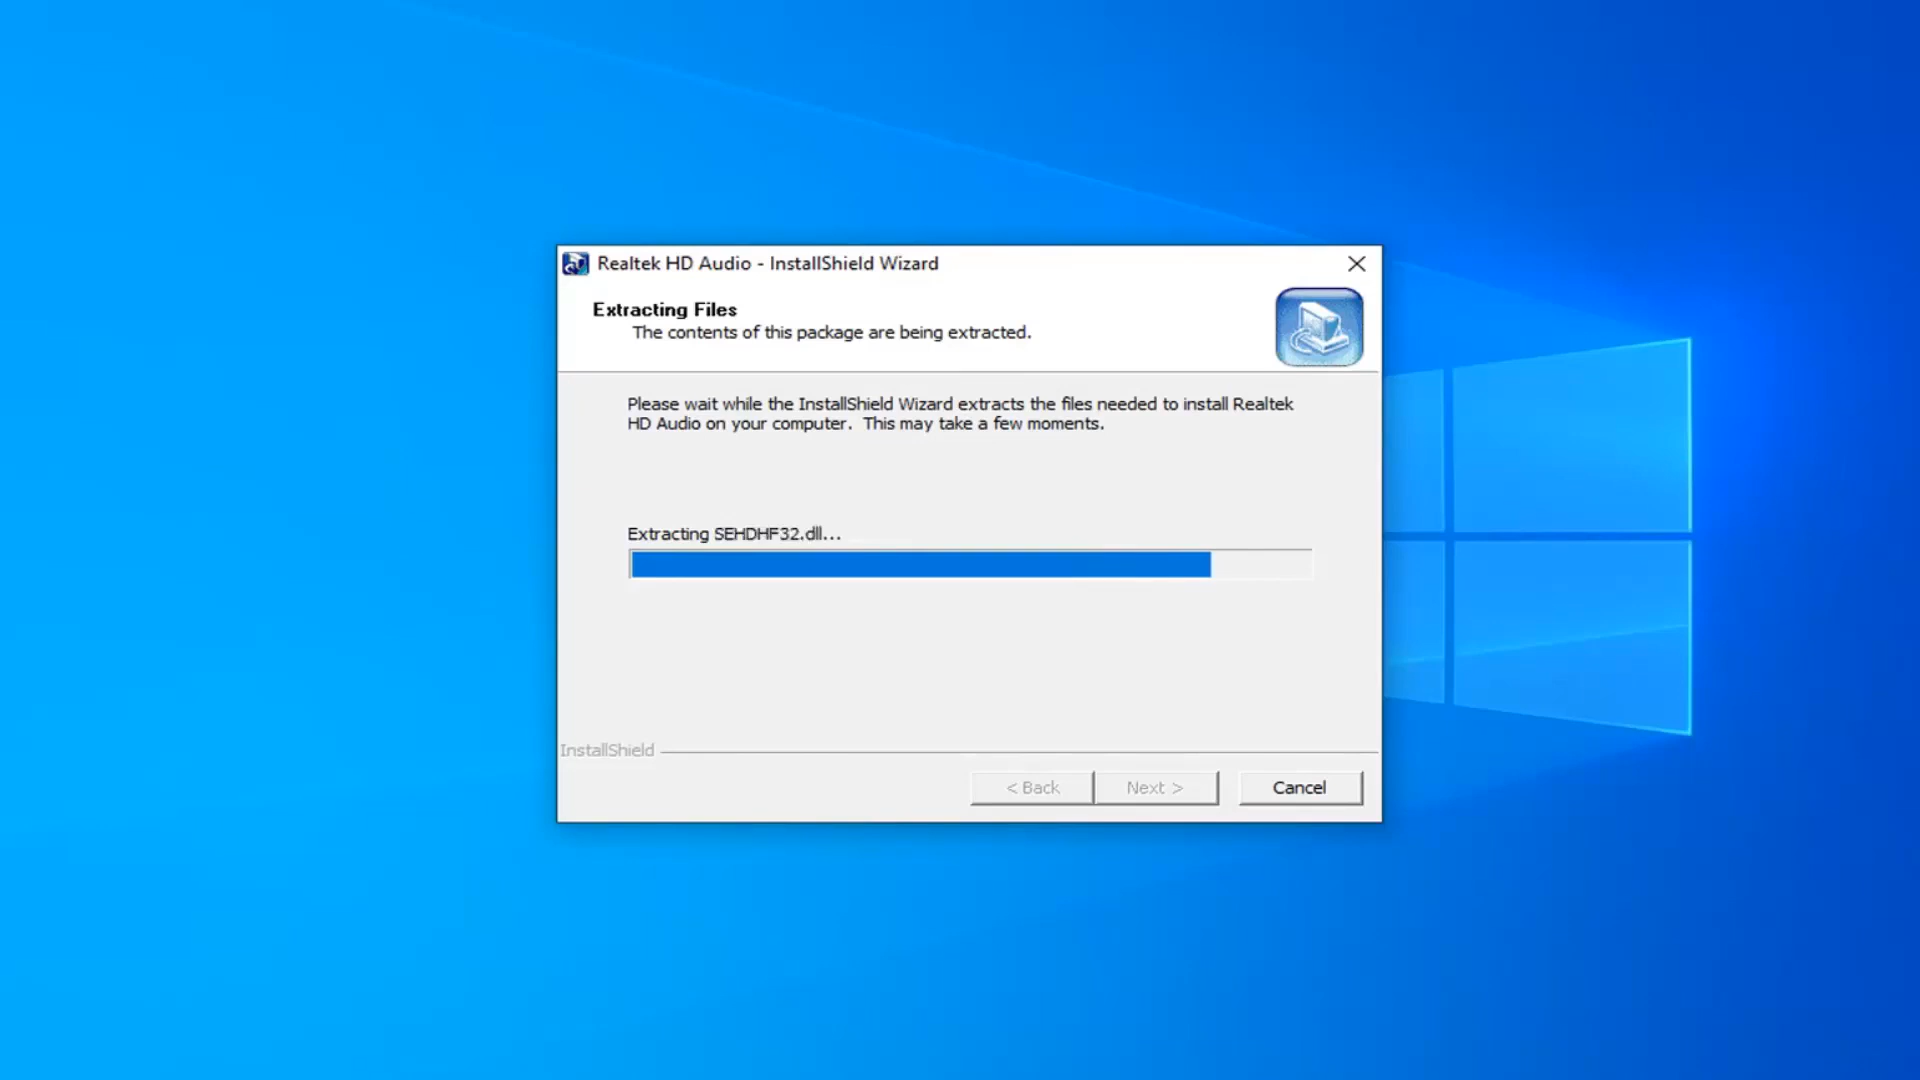 Realtek HD Audio - InstallShield Wizard
Extracting Files
The contents of this package are being extracted.
Please wait while the InstallShield Wizard extracts the files needed to install Realtek
HD Audio on your computer.  This may take a few moments.
Extracting SEHDHF32.dll...
InstallShield
< Back
Next >
Cancel